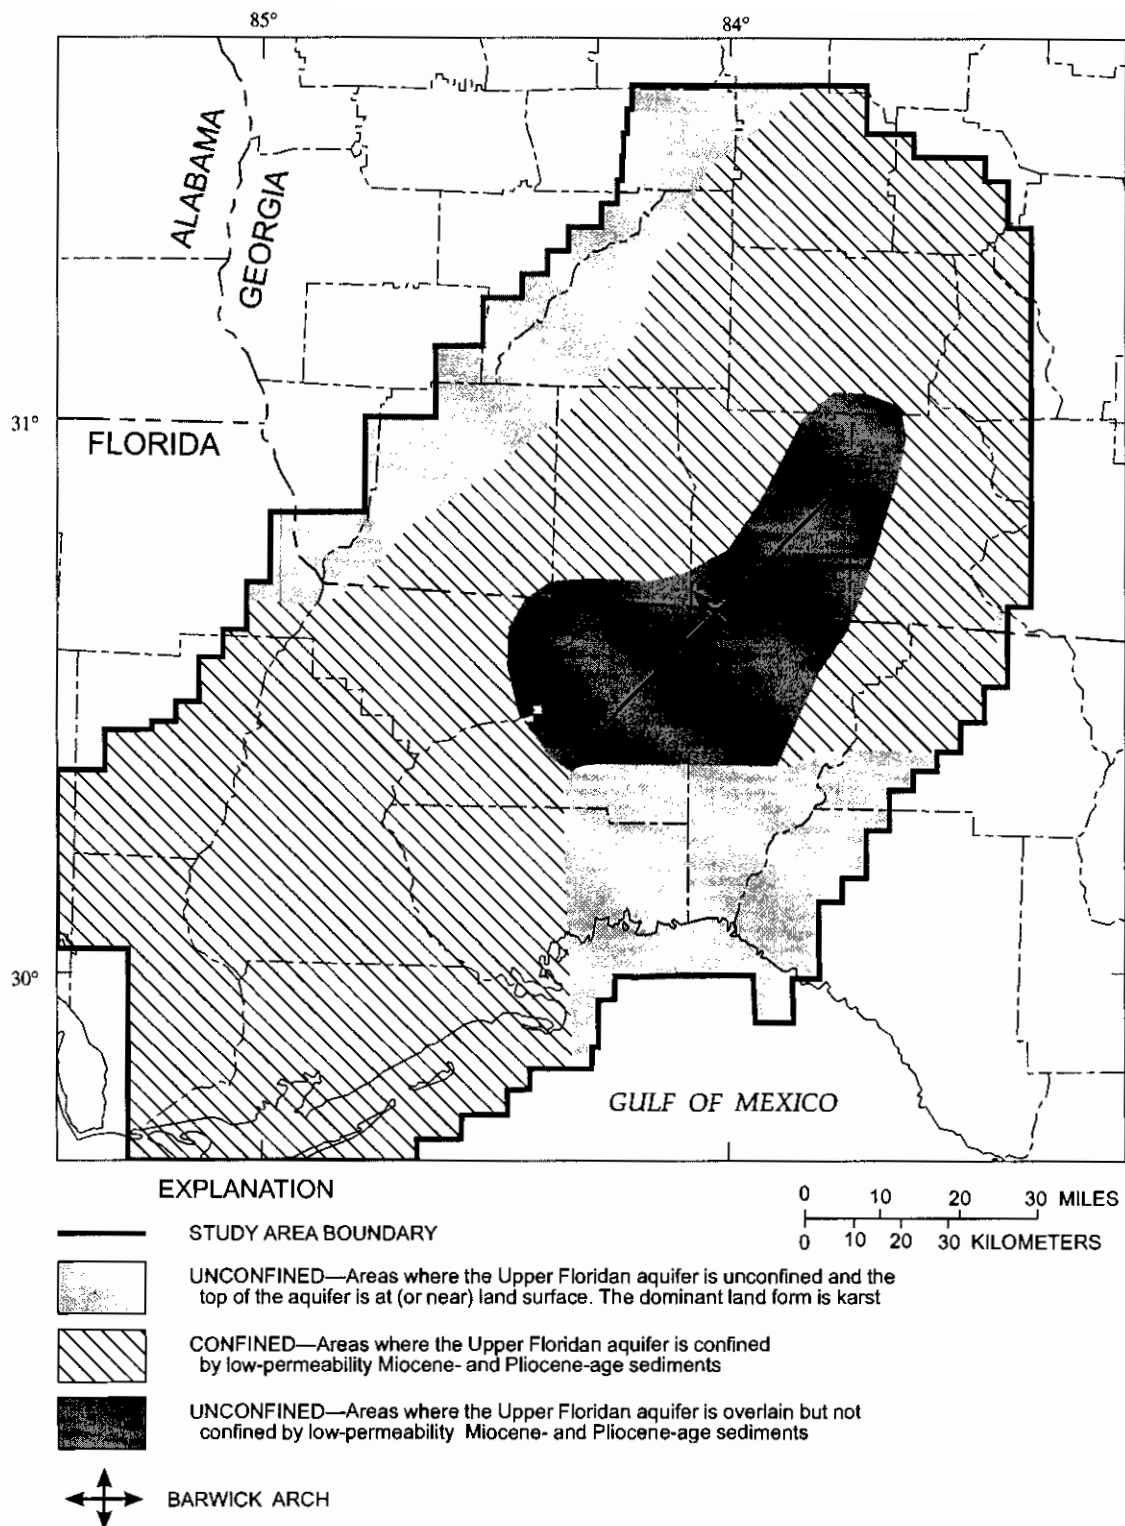 85° 84°
ALABAMA
GEORGIA
31°
FLORIDA
30°
GULF OF MEXICO
EXPLANATION
0 10 20 30 MILES
STUDY AREA BOUNDARY
0 10 20 30 KILOMETERS
UNCONFINED—Areas where the Upper Floridan aquifer is unconfined and the
top of the aquifer is at (or near) land surface. The dominant land form is karst
CONFINED—Areas where the Upper Floridan aquifer is confined
by low-permeability Miocene- and Pliocene-age sediments
UNCONFINED—Areas where the Upper Floridan aquifer is overlain but not
confined by low-permeability Miocene- and Pliocene-age sediments
BARWICK ARCH